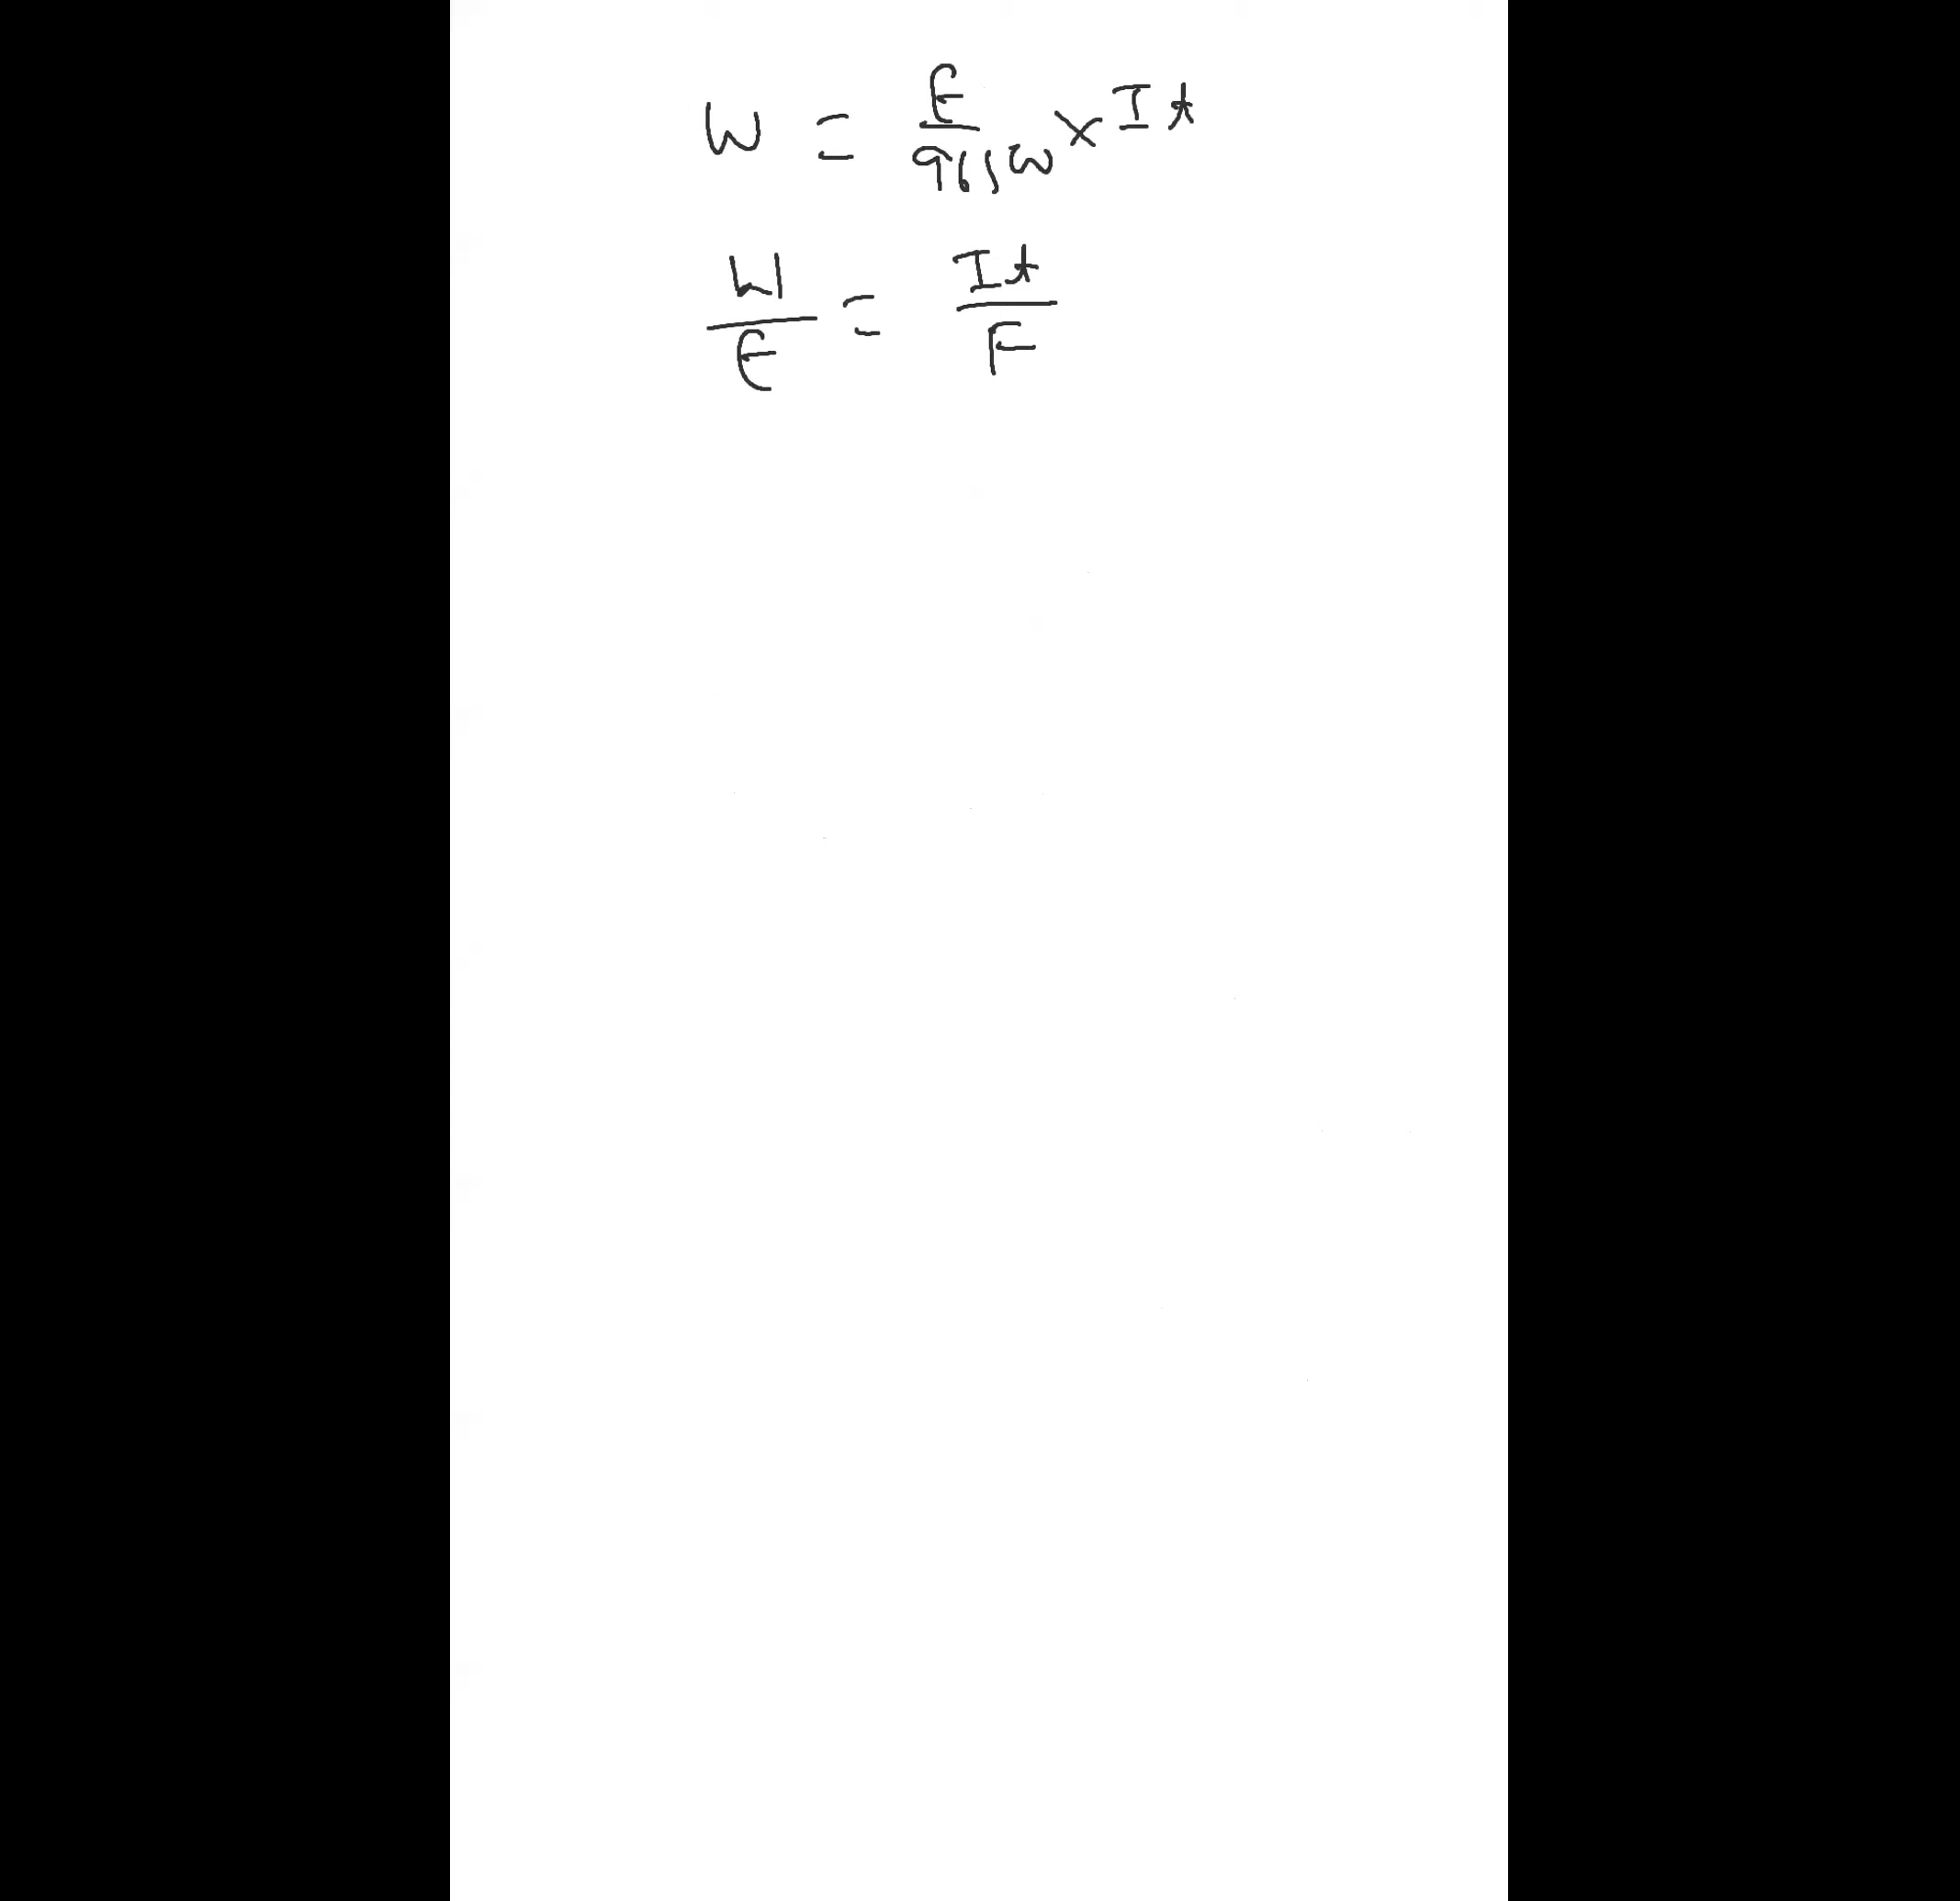 W = E/96500 × It
W/E = It/F